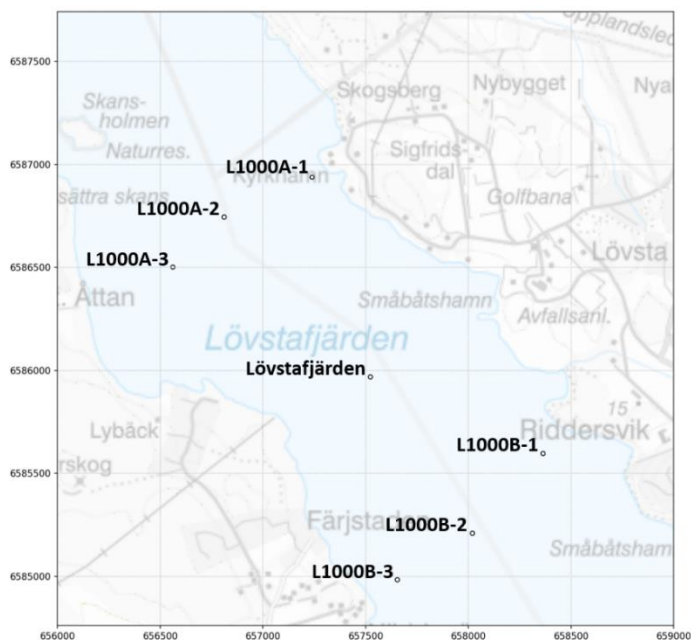 Upplandsled
6587500
Skogsberg
Nybygget
Nya
Skans-
holmen
Naturres.
Sigfrids-
dal
6587000
L1000A-1
Kyrkhamn
sättra skans
Golfbana
L1000A-2
Lövsta
L1000A-3
6586500
Åttan
Småbåtshamn
Avfallsanl.
Lövstafjärden
6586000
Lövstafjärden
15
Lybäck
Riddersvik
L1000B-1
6585500
rskog
Färjstaden
L1000B-2
Småbåtsham
L1000B-3
6585000
656000 656500 657000 657500 658000 658500 659000